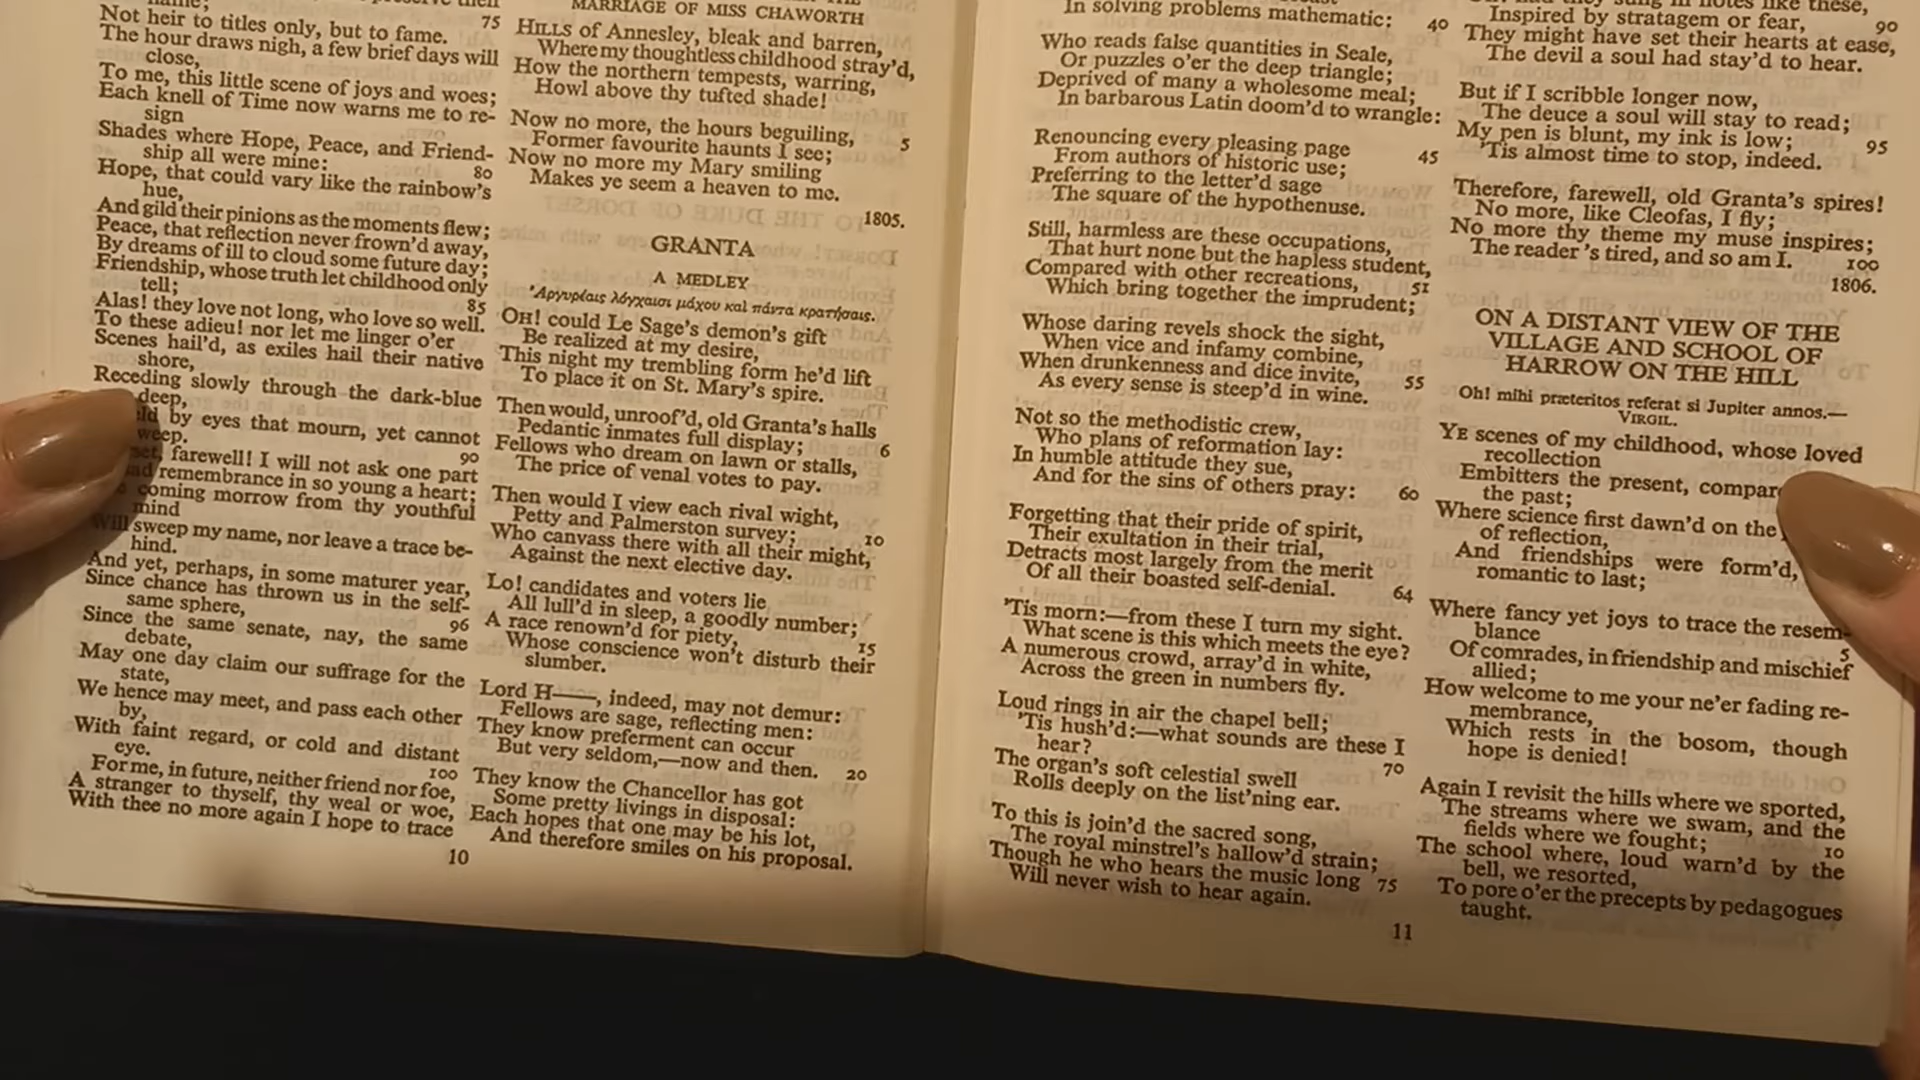 Not heir to titles only, but to fame. 75
The hour draws nigh, a few brief days will
close,
To me, this little scene of joys and woes;
Each knell of Time now warns me to re-
sign
Shades where Hope, Peace, and Friend-
ship all were mine: 80
Hope, that could vary like the rainbow's
hue,
And gild their pinions as the moments flew;
Peace, that reflection never frown'd away,
By dreams of ill to cloud some future day;
Friendship, whose truth let childhood only
tell; 85
Alas! they love not long, who love so well.
To these adieu! nor let me linger o'er
Scenes hail'd, as exiles hail their native
shore,
Receding slowly through the dark-blue
deep,
by eyes that mourn, yet cannot
weep. 90
farewell! I will not ask one part
remembrance in so young a heart;
coming morrow from thy youthful
mind
Will sweep my name, nor leave a trace be-
hind.
And yet, perhaps, in some maturer year,
Since chance has thrown us in the self-
same sphere, 96
Since the same senate, nay, the same
debate,
May one day claim our suffrage for the
state,
We hence may meet, and pass each other
by,
With faint regard, or cold and distant
eye. 100
For me, in future, neither friend nor foe,
A stranger to thyself, thy weal or woe,
With thee no more again I hope to trace
10
MARRIAGE OF MISS CHAWORTH
HILLS of Annesley, bleak and barren,
Where my thoughtless childhood stray'd,
How the northern tempests, warring,
Howl above thy tufted shade!
Now no more, the hours beguiling, 5
Former favourite haunts I see;
Now no more my Mary smiling
Makes ye seem a heaven to me.
1805.
GRANTA
A MEDLEY
'Αργυρέαις λόγχαισι μάχου καὶ πάντα κρατήσαις.
OH! could Le Sage's demon's gift
Be realized at my desire,
This night my trembling form he'd lift
To place it on St. Mary's spire.
Then would, unroof'd, old Granta's halls
Pedantic inmates full display; 6
Fellows who dream on lawn or stalls,
The price of venal votes to pay.
Then would I view each rival wight,
Petty and Palmerston survey; 10
Who canvass there with all their might,
Against the next elective day.
Lo! candidates and voters lie
All lull'd in sleep, a goodly number;
A race renown'd for piety, 15
Whose conscience won't disturb their
slumber.
Lord H——, indeed, may not demur:
Fellows are sage, reflecting men:
They know preferment can occur
But very seldom,—now and then. 20
They know the Chancellor has got
Some pretty livings in disposal:
Each hopes that one may be his lot,
And therefore smiles on his proposal.
In solving problems mathematic: 40
Who reads false quantities in Seale,
Or puzzles o'er the deep triangle;
Deprived of many a wholesome meal;
In barbarous Latin doom'd to wrangle:
Renouncing every pleasing page 45
From authors of historic use;
Preferring to the letter'd sage
The square of the hypothenuse.
Still, harmless are these occupations,
That hurt none but the hapless student,
Compared with other recreations, 51
Which bring together the imprudent;
Whose daring revels shock the sight,
When vice and infamy combine,
When drunkenness and dice invite, 55
As every sense is steep'd in wine.
Not so the methodistic crew,
Who plans of reformation lay:
In humble attitude they sue,
And for the sins of others pray: 60
Forgetting that their pride of spirit,
Their exultation in their trial,
Detracts most largely from the merit
Of all their boasted self-denial. 64
'Tis morn:—from these I turn my sight.
What scene is this which meets the eye?
A numerous crowd, array'd in white,
Across the green in numbers fly.
Loud rings in air the chapel bell;
'Tis hush'd:—what sounds are these I
hear? 70
The organ's soft celestial swell
Rolls deeply on the list'ning ear.
To this is join'd the sacred song,
The royal minstrel's hallow'd strain;
Though he who hears the music long 75
Will never wish to hear again.
11
Inspired by stratagem or fear, 90
They might have set their hearts at ease,
The devil a soul had stay'd to hear.
But if I scribble longer now,
The deuce a soul will stay to read;
My pen is blunt, my ink is low; 95
'Tis almost time to stop, indeed.
Therefore, farewell, old Granta's spires!
No more, like Cleofas, I fly;
No more thy theme my muse inspires;
The reader's tired, and so am I. 100
1806.
ON A DISTANT VIEW OF THE
VILLAGE AND SCHOOL OF
HARROW ON THE HILL
Oh! mihi præteritos referat si Jupiter annos.—
VIRGIL.
YE scenes of my childhood, whose loved
recollection
Embitters the present,
the past;
Where science first dawn'd on the
of reflection,
And friendships were form'd,
romantic to last;
Where fancy yet joys to trace the resem-
blance 5
Of comrades, in friendship and mischief
allied;
How welcome to me your ne'er fading re-
membrance,
Which rests in the bosom, though
hope is denied!
Again I revisit the hills where we sported,
The streams where we swam, and the
fields where we fought; 10
The school where, loud warn'd by the
bell, we resorted,
To pore o'er the precepts by pedagogues
taught.